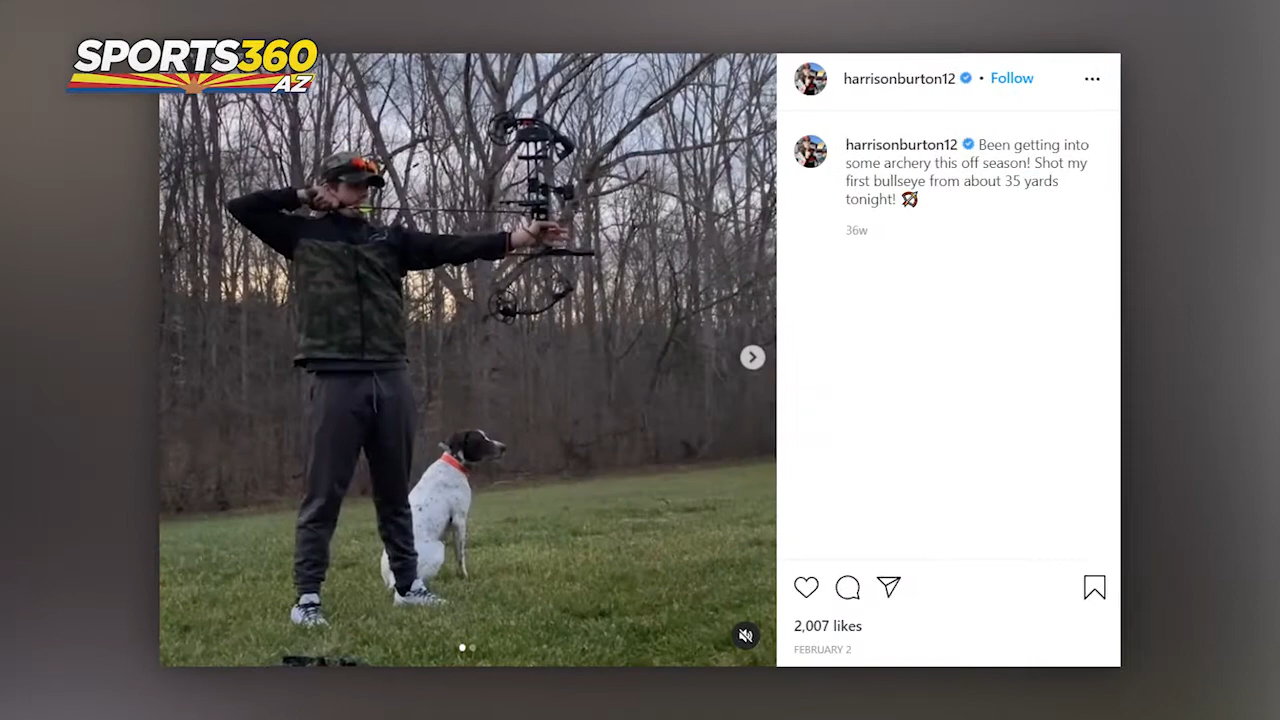 SPORTS360
AZ
harrisonburton12 • Follow
harrisonburton12 Been getting into
some archery this off season! Shot my
first bullseye from about 35 yards
tonight!
36w
2,007 likes
FEBRUARY 2